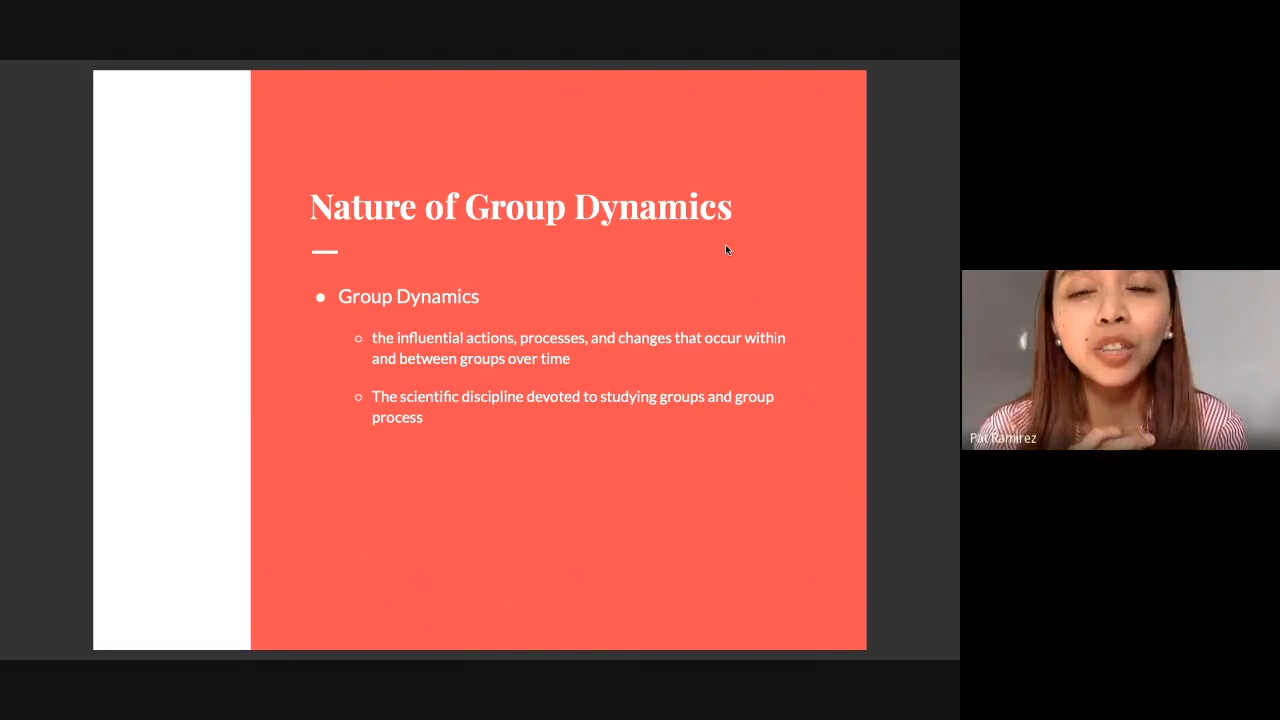 Nature of Group Dynamics
Group Dynamics
the influential actions, processes, and changes that occur within
and between groups over time
The scientific discipline devoted to studying groups and group
process
Pat Ramirez